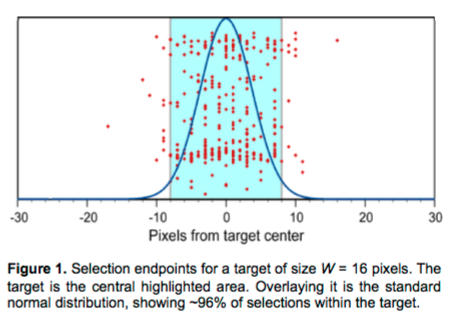 -30 -20 -10 0 10 20 30
Pixels from target center
Figure 1. Selection endpoints for a target of size W = 16 pixels. The
target is the central highlighted area. Overlaying it is the standard
normal distribution, showing ~96% of selections within the target.